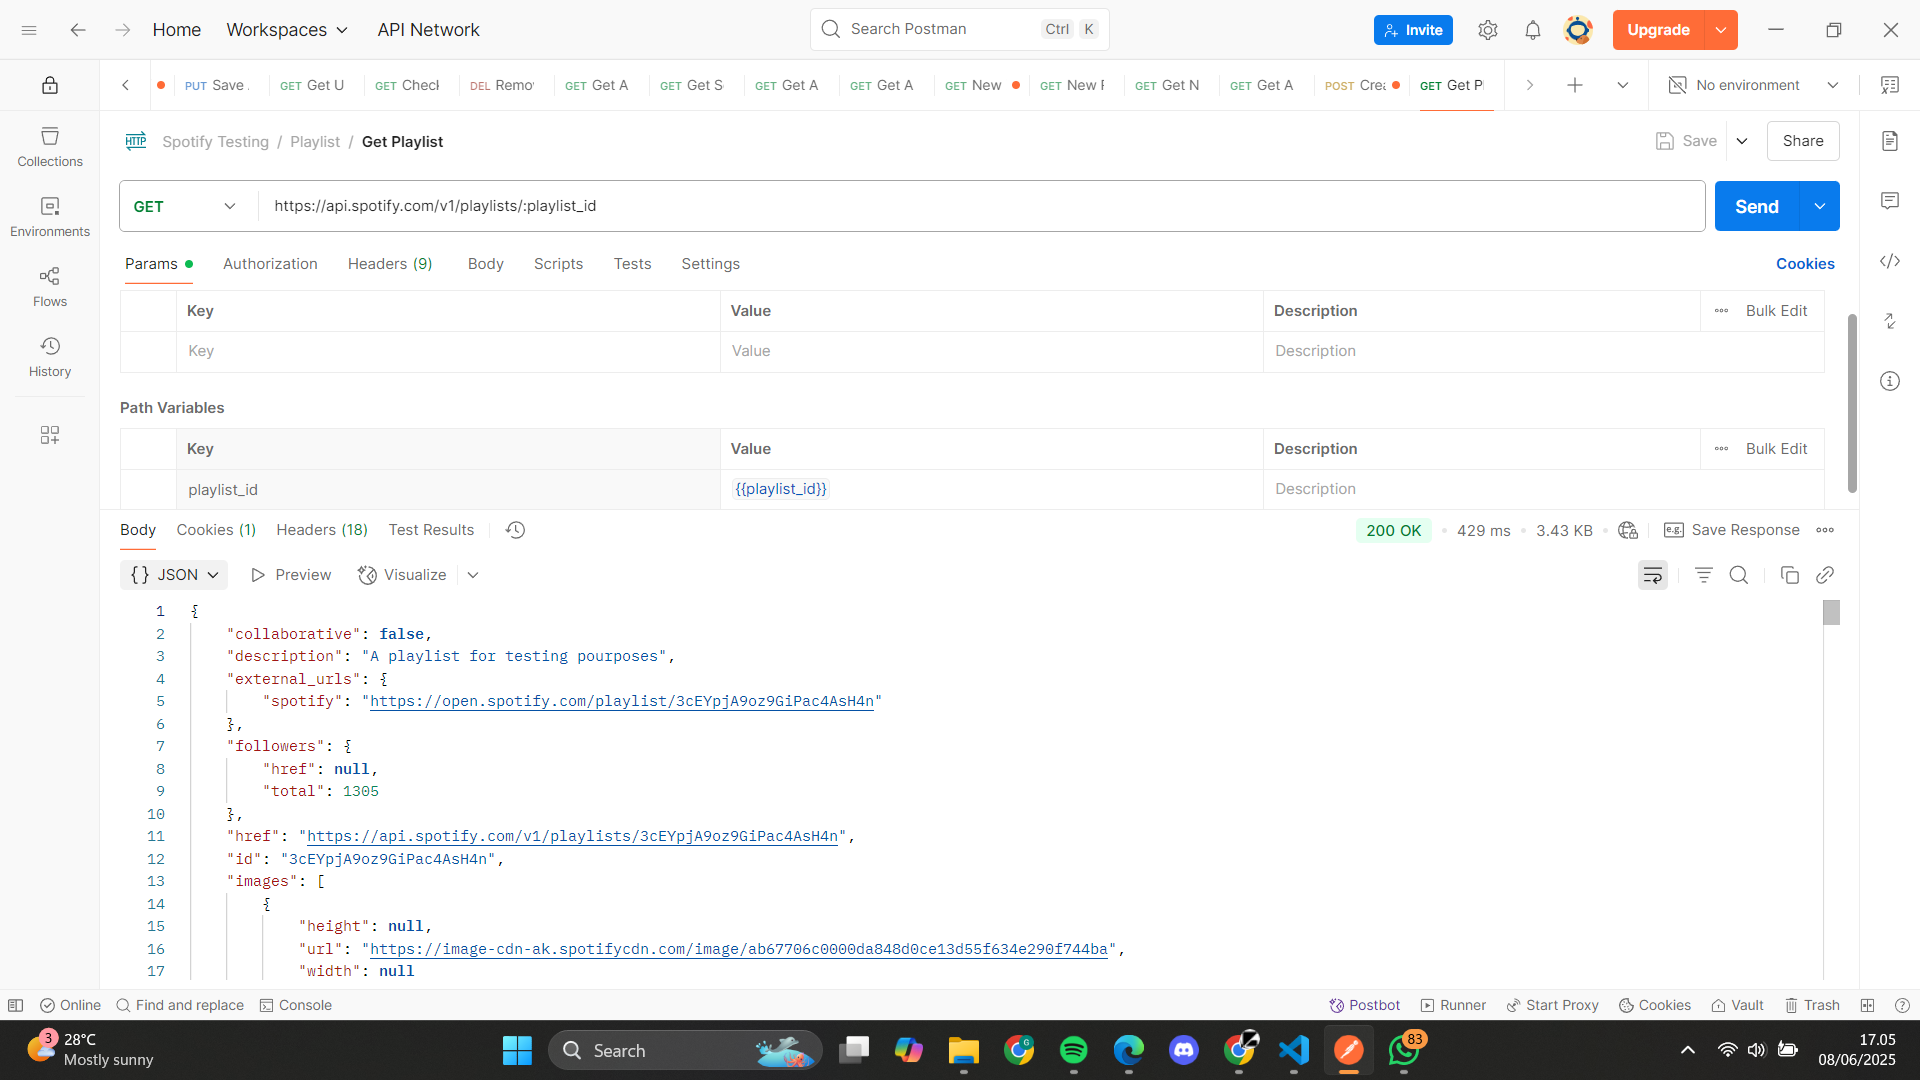 Home Workspaces API Network Search Postman Ctrl K Invite Upgrade
PUT Save GET Get U GET Check DEL Remo GET Get A GET Get S GET Get A GET Get A GET New GET New GET Get N GET Get A POST Crea GET Get P No environment
HTTP Spotify Testing / Playlist / Get Playlist Save Share
GET https://api.spotify.com/v1/playlists/:playlist_id Send
Params Authorization Headers (9) Body Scripts Tests Settings Cookies
Key Value Description Bulk Edit
Key Value Description
Path Variables
Key Value Description Bulk Edit
playlist_id {{playlist_id}} Description
Body Cookies (1) Headers (18) Test Results 200 OK 429 ms 3.43 KB e.g. Save Response
{} JSON Preview Visualize
1 {
2 "collaborative": false,
3 "description": "A playlist for testing pourposes",
4 "external_urls": {
5 "spotify": "https://open.spotify.com/playlist/3cEYpjA9oz9GiPac4AsH4n"
6 },
7 "followers": {
8 "href": null,
9 "total": 1305
10 },
11 "href": "https://api.spotify.com/v1/playlists/3cEYpjA9oz9GiPac4AsH4n",
12 "id": "3cEYpjA9oz9GiPac4AsH4n",
13 "images": [
14 {
15 "height": null,
16 "url": "https://image-cdn-ak.spotifycdn.com/image/ab67706c0000da848d0ce13d55f634e290f744ba",
17 "width": null
Collections
Environments
Flows
History
Online Find and replace Console Postbot Runner Start Proxy Cookies Vault Trash
3 28°C
Mostly sunny
Search
G
83
17.05
08/06/2025